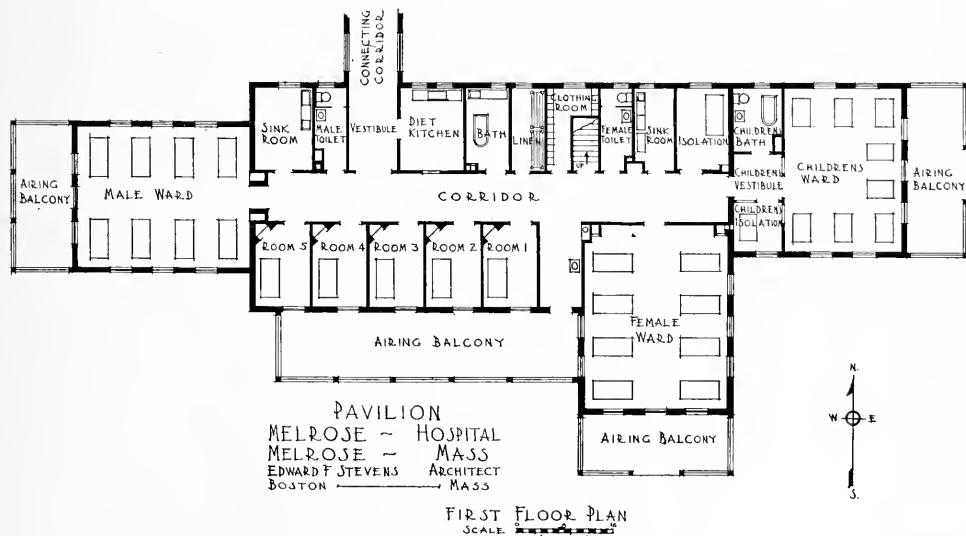 CONNECTING
CORRIDOR
SINK
ROOM
MALE
TOILET
VESTIBULE
DIET
KITCHEN
BATH
LINEN
CLOTHING
ROOM
UP
FEMALE
TOILET
SINK
ROOM
ISOLATION
CHILDREN'S
BATH
CHILDREN'S
VESTIBULE
CHILDREN'S
ISOLATION
CHILDRENS
WARD
AIRING
BALCONY
AIRING
BALCONY
MALE WARD
CORRIDOR
ROOM 5
ROOM 4
ROOM 3
ROOM 2
ROOM 1
FEMALE
WARD
AIRING BALCONY
AIRING BALCONY
PAVILION
MELROSE ~ HOSPITAL
MELROSE ~ MASS
EDWARD F STEVENS ARCHITECT
BOSTON — MASS
N.
W E
S.
FIRST FLOOR PLAN
SCALE